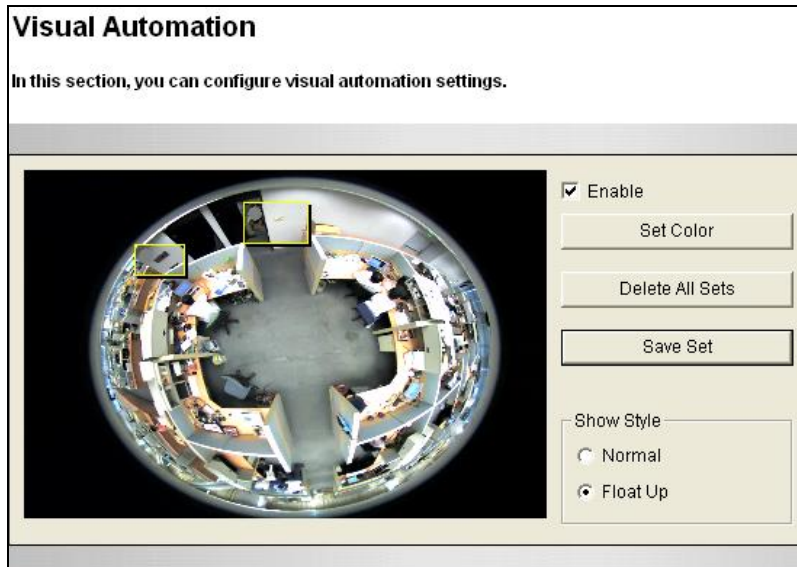 Visual Automation
In this section, you can configure visual automation settings.
Enable
Set Color
Delete All Sets
Save Set
Show Style
Normal
Float Up